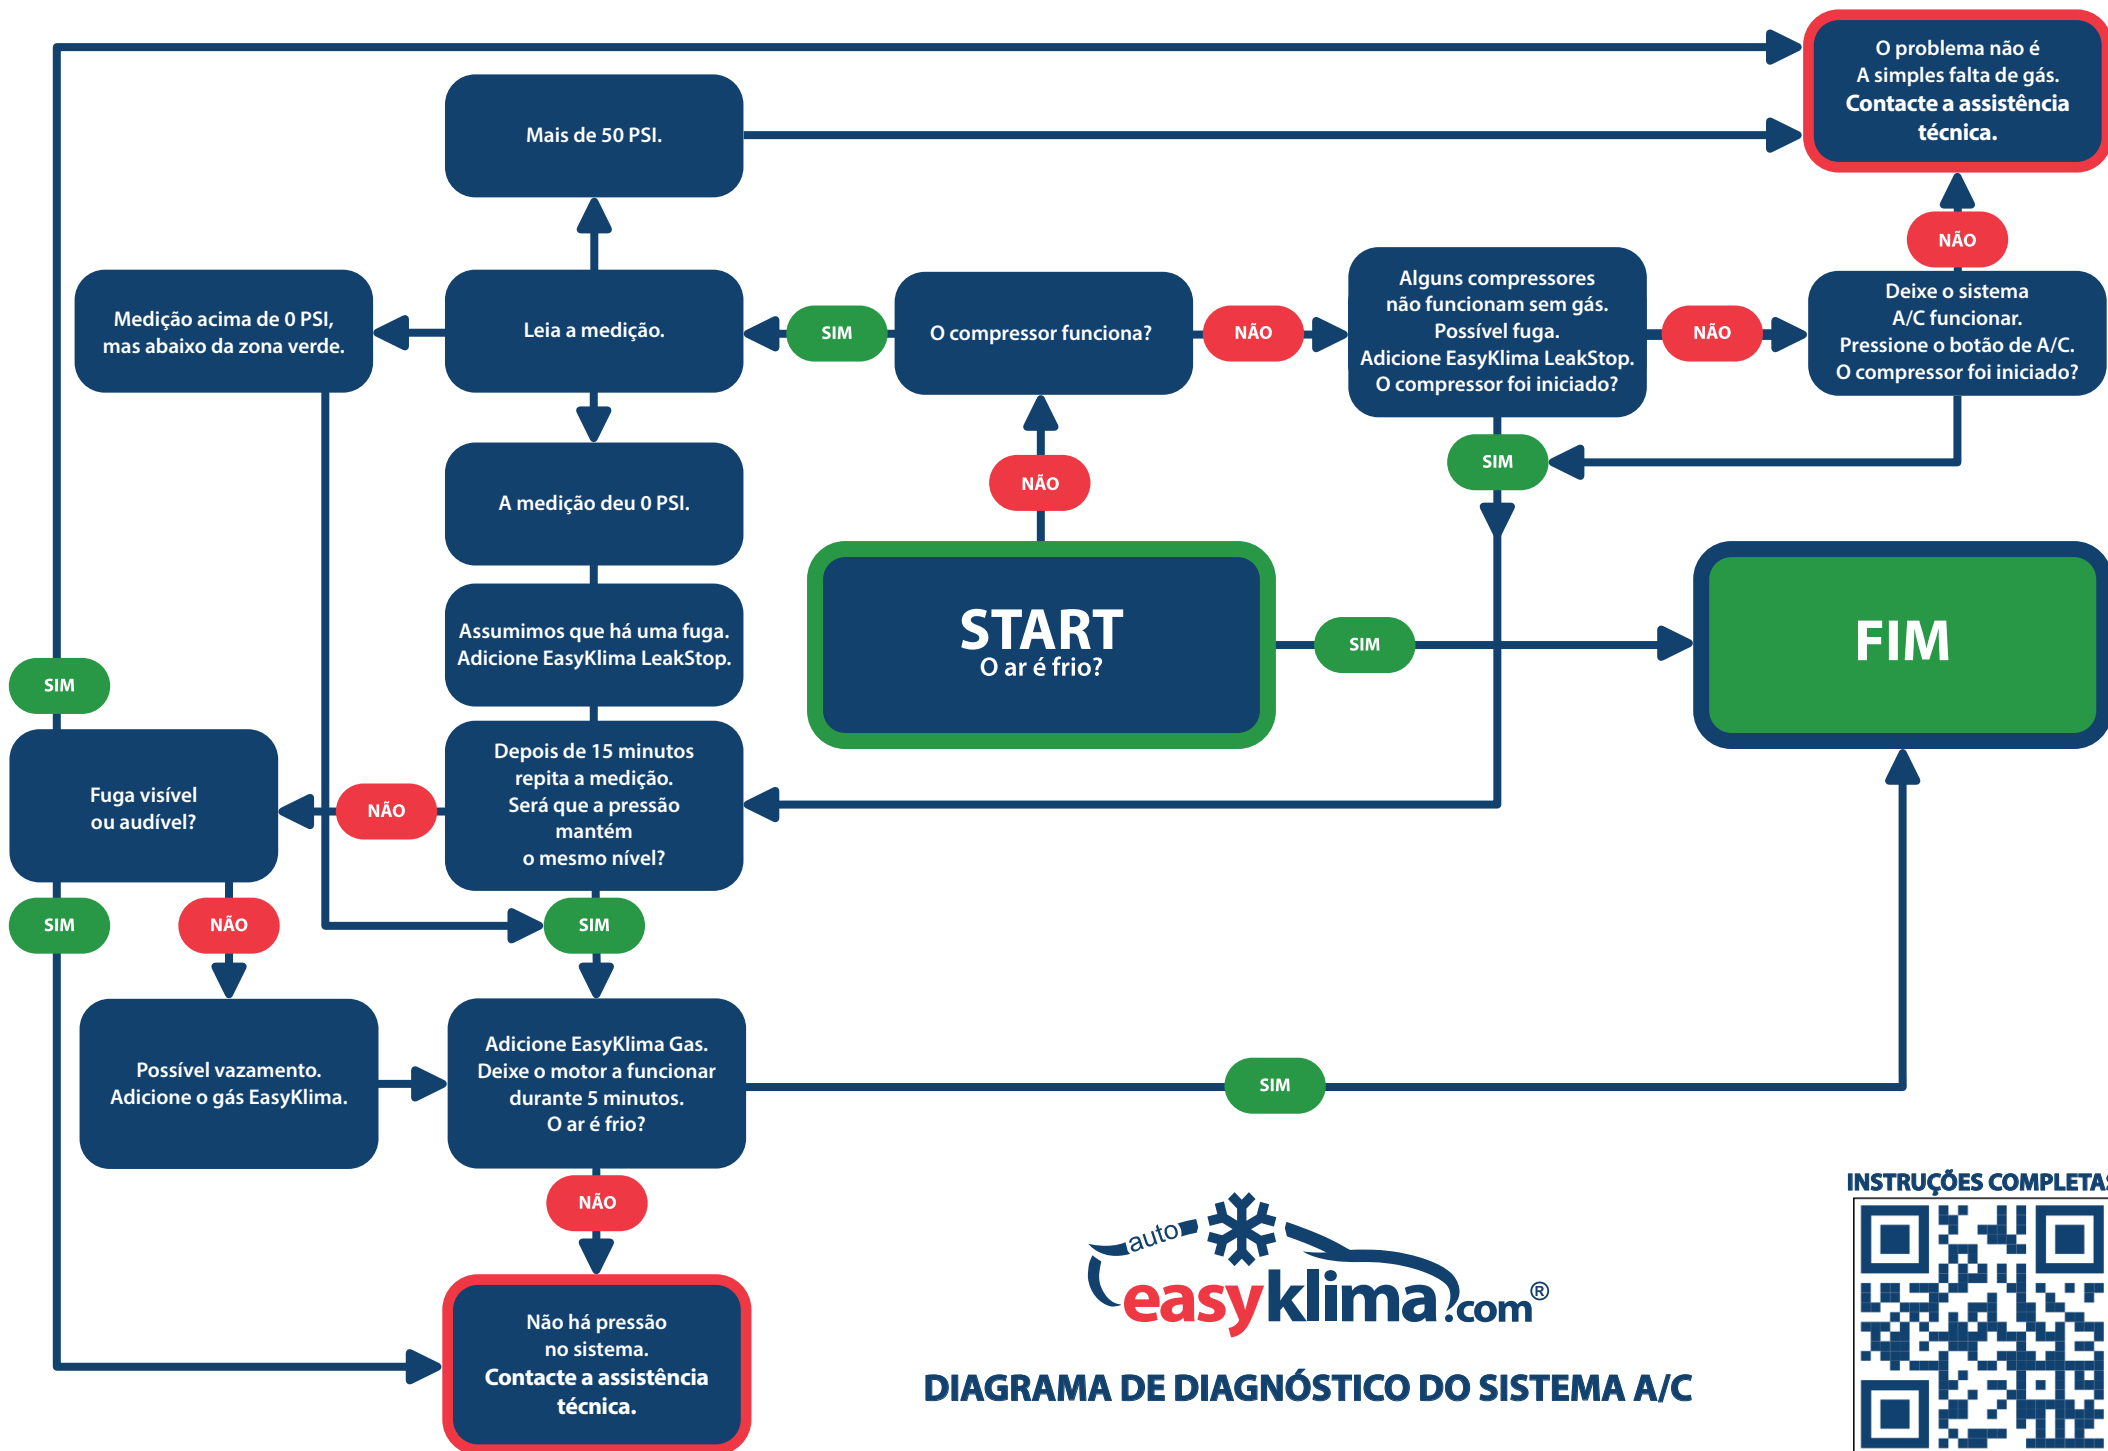 O problema não é
A simples falta de gás.
Contacte a assistência
técnica.
Mais de 50 PSI.
NÃO
Medição acima de 0 PSI,
mas abaixo da zona verde.
Leia a medição.
SIM
O compressor funciona?
NÃO
Alguns compressores
não funcionam sem gás.
Possível fuga.
Adicione EasyKlima LeakStop.
O compressor foi iniciado?
NÃO
Deixe o sistema
A/C funcionar.
Pressione o botão de A/C.
O compressor foi iniciado?
SIM
NÃO
A medição deu 0 PSI.
START
O ar é frio?
SIM
FIM
Assumimos que há uma fuga.
Adicione EasyKlima LeakStop.
SIM
Fuga visível
ou audível?
NÃO
Depois de 15 minutos
repita a medição.
Será que a pressão
mantém
o mesmo nível?
SIM
NÃO
SIM
Possível vazamento.
Adicione o gás EasyKlima.
Adicione EasyKlima Gas.
Deixe o motor a funcionar
durante 5 minutos.
O ar é frio?
SIM
NÃO
Não há pressão
no sistema.
Contacte a assistência
técnica.
auto
easyklima.com®
DIAGRAMA DE DIAGNÓSTICO DO SISTEMA A/C
INSTRUÇÕES COMPLETAS